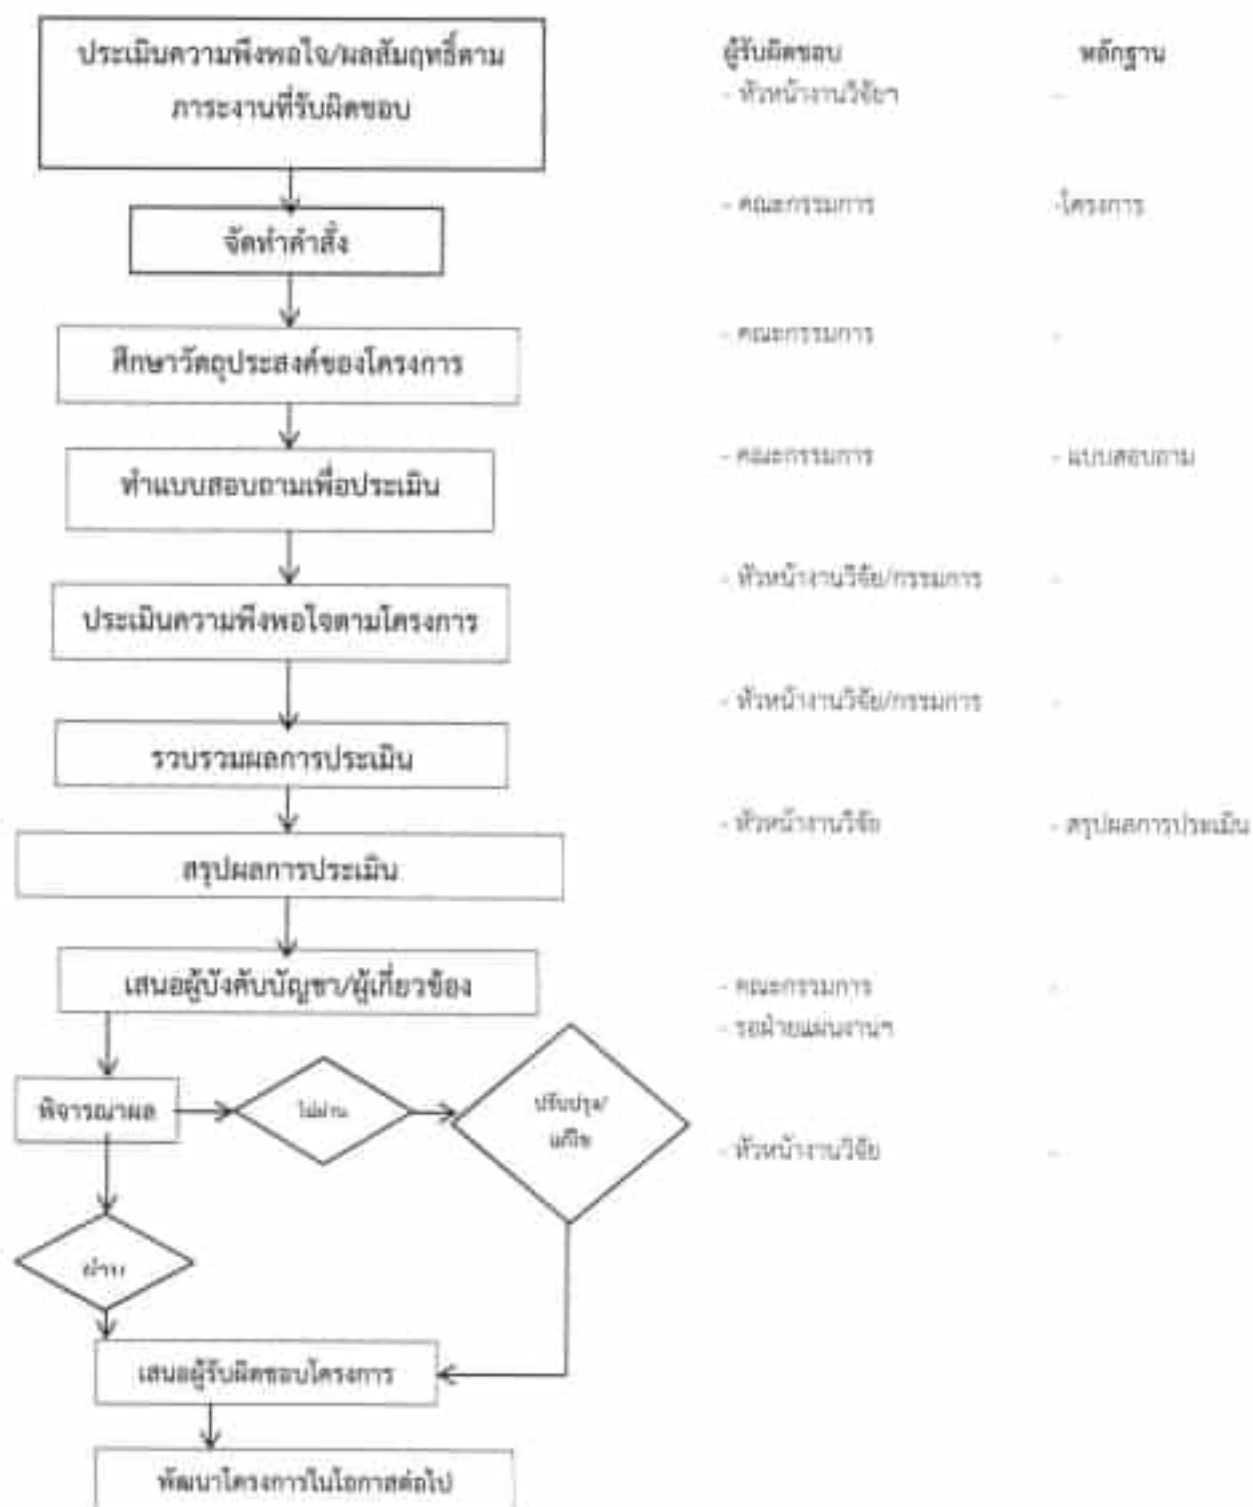 ประเมินความพึงพอใจ/ผลสัมฤทธิ์ตาม
ภาระงานที่รับผิดชอบ
ผู้รับผิดชอบ
หลักฐาน
- หัวหน้างานวิจัยฯ
-
จัดทำคำสั่ง
- คณะกรรมการ
-โครงการ
ศึกษาวัตถุประสงค์ของโครงการ
- คณะกรรมการ
-
ทำแบบสอบถามเพื่อประเมิน
- คณะกรรมการ
- แบบสอบถาม
ประเมินความพึงพอใจตามโครงการ
- หัวหน้างานวิจัย/กรรมการ
-
รวบรวมผลการประเมิน
- หัวหน้างานวิจัย/กรรมการ
-
สรุปผลการประเมิน
- หัวหน้างานวิจัย
- สรุปผลการประเมิน
เสนอผู้บังคับบัญชา/ผู้เกี่ยวข้อง
- คณะกรรมการ
-
- รอฝ่ายแผนงานฯ
พิจารณาผล
ไม่ผ่าน
ปรับปรุง/
แก้ไข
- หัวหน้างานวิจัย
-
ผ่าน
เสนอผู้รับผิดชอบโครงการ
พัฒนาโครงการในโอกาสต่อไป